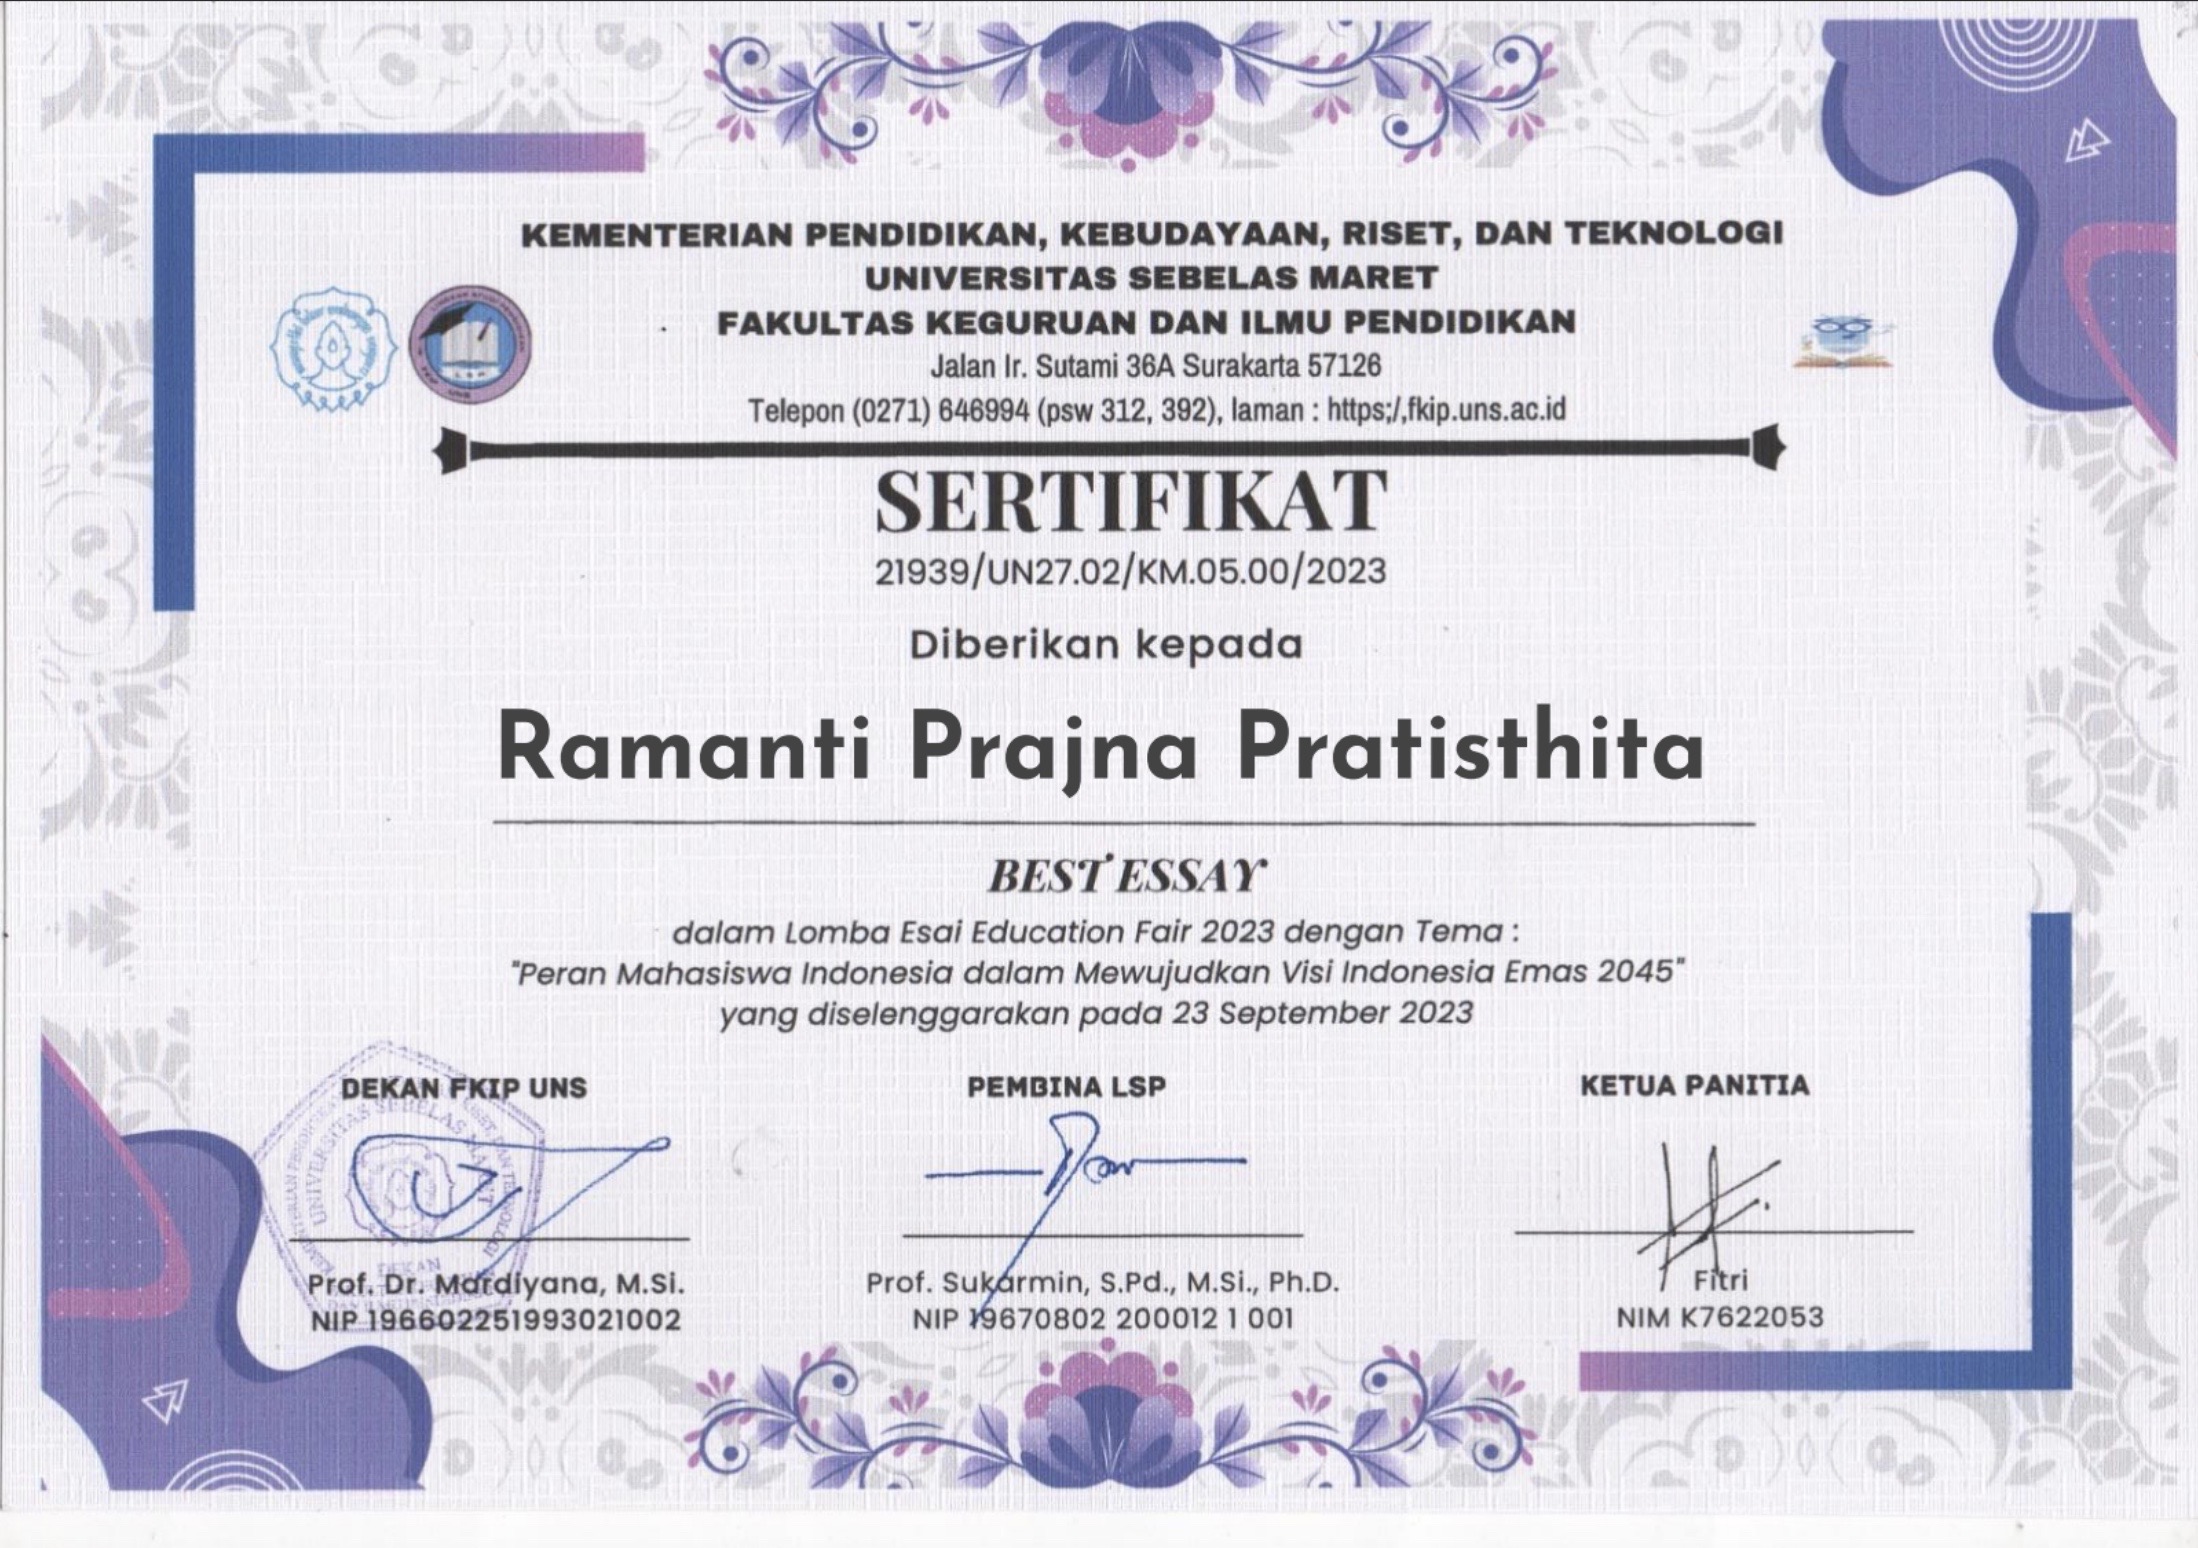 KEMENTERIAN PENDIDIKAN, KEBUDAYAAN, RISET, DAN TEKNOLOGI
UNIVERSITAS SEBELAS MARET
FAKULTAS KEGURUAN DAN ILMU PENDIDIKAN
Jalan Ir. Sutami 36A Surakarta 57126
Telepon (0271) 646994 (psw 312, 392), laman : https;/,fkip.uns.ac.id
SERTIFIKAT
21939/UN27.02/KM.05.00/2023
Diberikan kepada
Ramanti Prajna Pratisthita
BEST ESSAY
dalam Lomba Esai Education Fair 2023 dengan Tema :
"Peran Mahasiswa Indonesia dalam Mewujudkan Visi Indonesia Emas 2045"
yang diselenggarakan pada 23 September 2023
DEKAN FKIP UNS
UNIVERSITAS SEBELAS MARET
DEKAN
Prof. Dr. Mardiyana, M.Si.
NIP 196602251993021002
PEMBINA LSP
Prof. Sukarmin, S.Pd., M.Si., Ph.D.
NIP 19670802 200012 1 001
KETUA PANITIA
Fitri
NIM K7622053